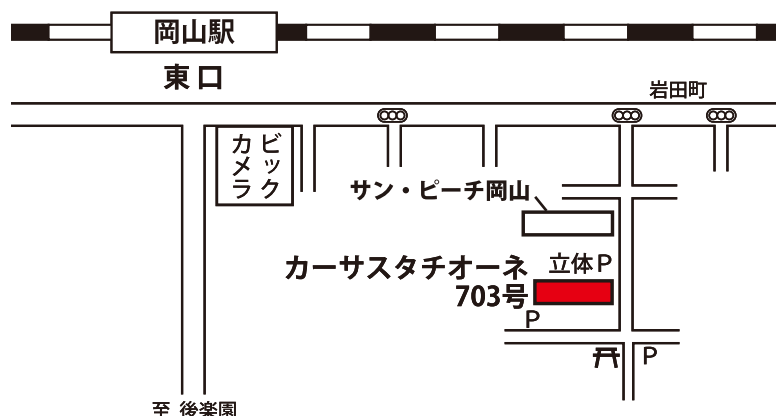 岡山駅
東口
岩田町
ビック
カメラ
サン・ピーチ岡山
カーサスタチオーネ
703号
立体P
P
P
至 後楽園